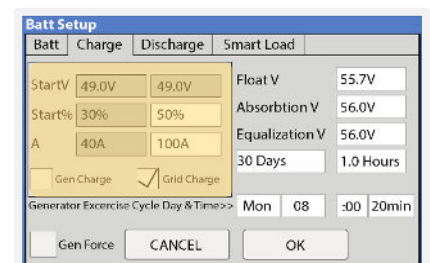 Batt Setup
Batt Charge Discharge Smart Load
StartV 49.0V 49.0V
Start% 30% 50%
A 40A 100A
Gen Charge Grid Charge
Float V 55.7V
Absorbtion V 56.0V
Equalization V 56.0V
30 Days 1.0 Hours
Generator Excercise Cycle Day & Time>> Mon 08 :00 20min
Gen Force CANCEL OK